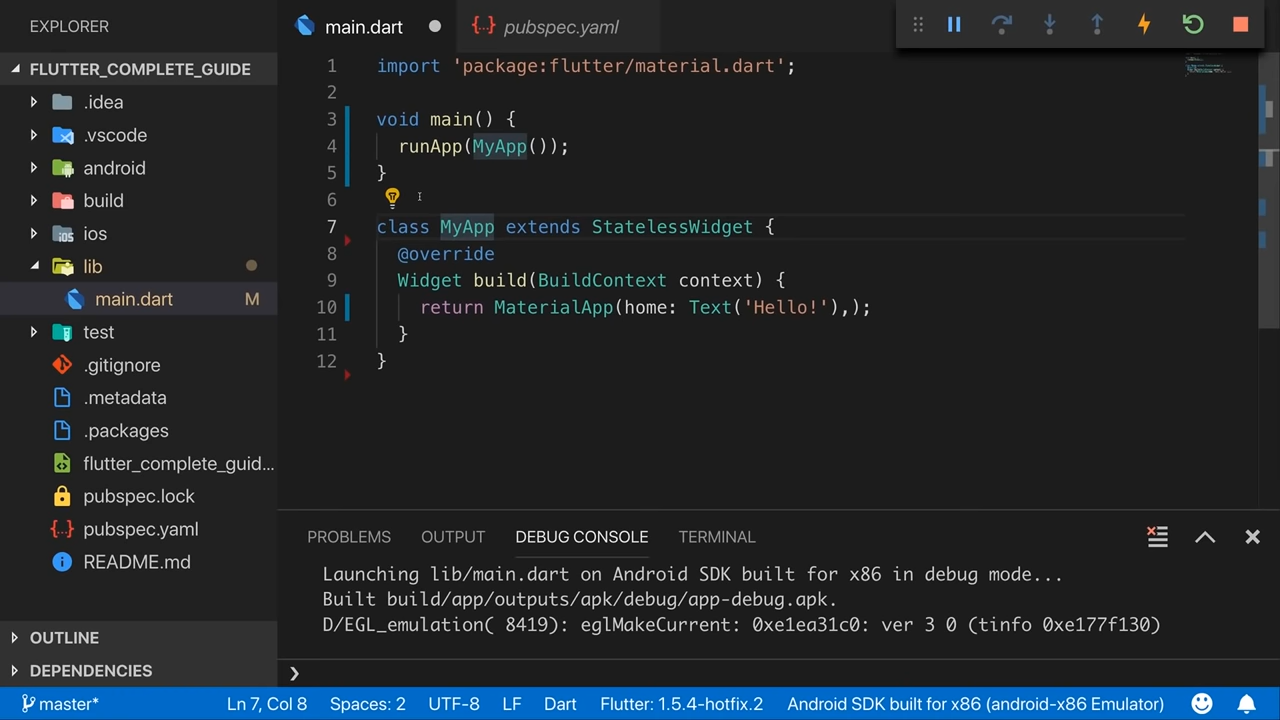 EXPLORER
FLUTTER_COMPLETE_GUIDE
.idea
.vscode
android
build
ios
lib
main.dart M
test
.gitignore
.metadata
.packages
flutter_complete_guid...
pubspec.lock
pubspec.yaml
README.md
OUTLINE
DEPENDENCIES
main.dart
pubspec.yaml
1 import 'package:flutter/material.dart';
2
3 void main() {
4 runApp(MyApp());
5 }
6
7 class MyApp extends StatelessWidget {
8 @override
9 Widget build(BuildContext context) {
10 return MaterialApp(home: Text('Hello!'),);
11 }
12 }
PROBLEMS OUTPUT DEBUG CONSOLE TERMINAL
Launching lib/main.dart on Android SDK built for x86 in debug mode...
Built build/app/outputs/apk/debug/app-debug.apk.
D/EGL_emulation( 8419): eglMakeCurrent: 0xe1ea31c0: ver 3 0 (tinfo 0xe177f130)
master* Ln 7, Col 8 Spaces: 2 UTF-8 LF Dart Flutter: 1.5.4-hotfix.2 Android SDK built for x86 (android-x86 Emulator)